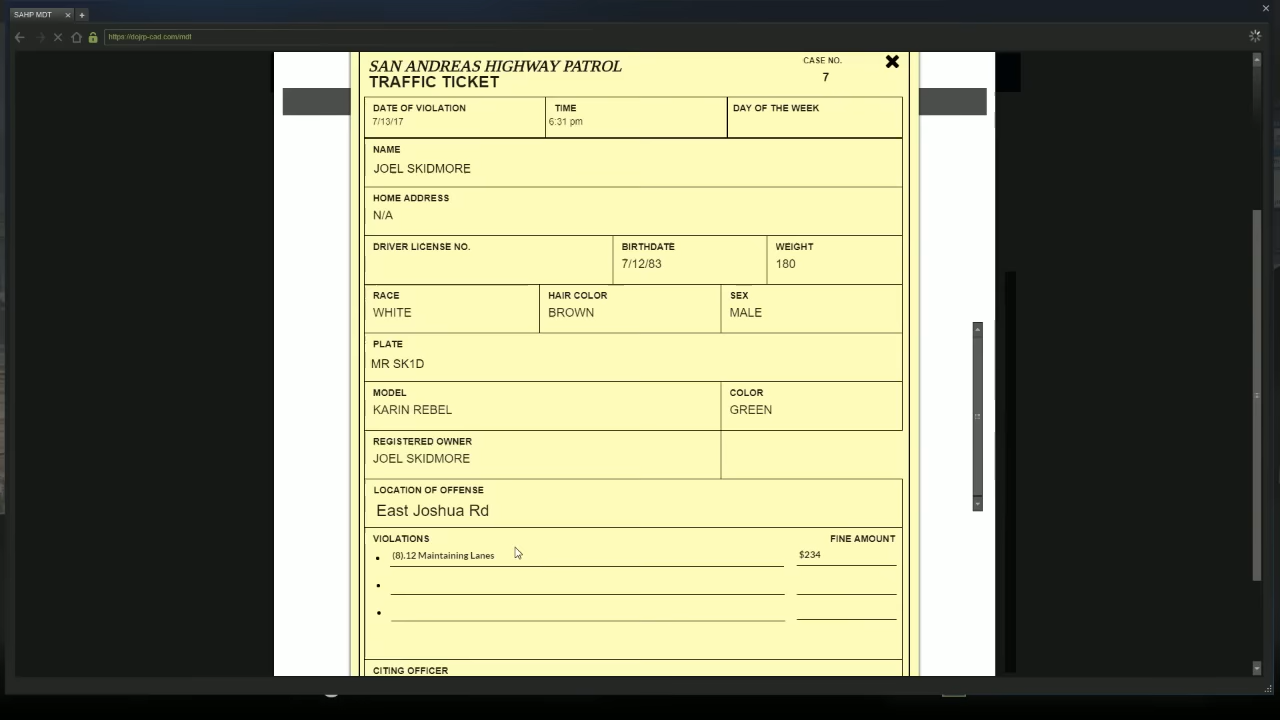 SAHP MDT
https://dojrp-cad.com/mdt
SAN ANDREAS HIGHWAY PATROL
TRAFFIC TICKET
CASE NO.
7
DATE OF VIOLATION
TIME
DAY OF THE WEEK
7/13/17
6:31 pm
NAME
JOEL SKIDMORE
HOME ADDRESS
N/A
DRIVER LICENSE NO.
BIRTHDATE
WEIGHT
7/12/83
180
RACE
HAIR COLOR
SEX
WHITE
BROWN
MALE
PLATE
MR SK1D
MODEL
COLOR
KARIN REBEL
GREEN
REGISTERED OWNER
JOEL SKIDMORE
LOCATION OF OFFENSE
East Joshua Rd
VIOLATIONS
FINE AMOUNT
(8).12 Maintaining Lanes
$234
CITING OFFICER